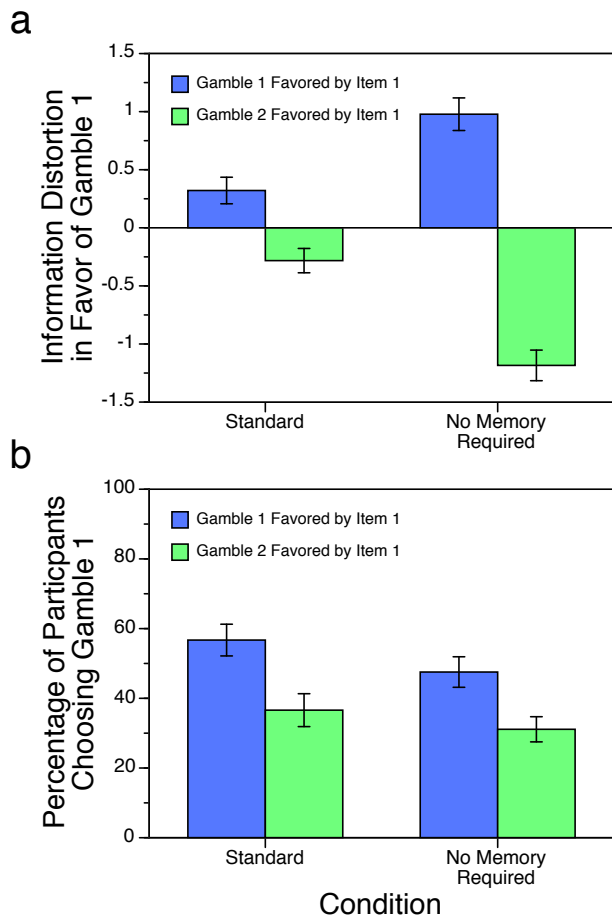 a
Information Distortion
in Favor of Gamble 1
1.5
1
0.5
0
-0.5
-1
-1.5
Gamble 1 Favored by Item 1
Gamble 2 Favored by Item 1
Standard
No Memory
Required
b
Percentage of Particpants
Choosing Gamble 1
100
80
60
40
20
0
Gamble 1 Favored by Item 1
Gamble 2 Favored by Item 1
Standard
No Memory
Required
Condition